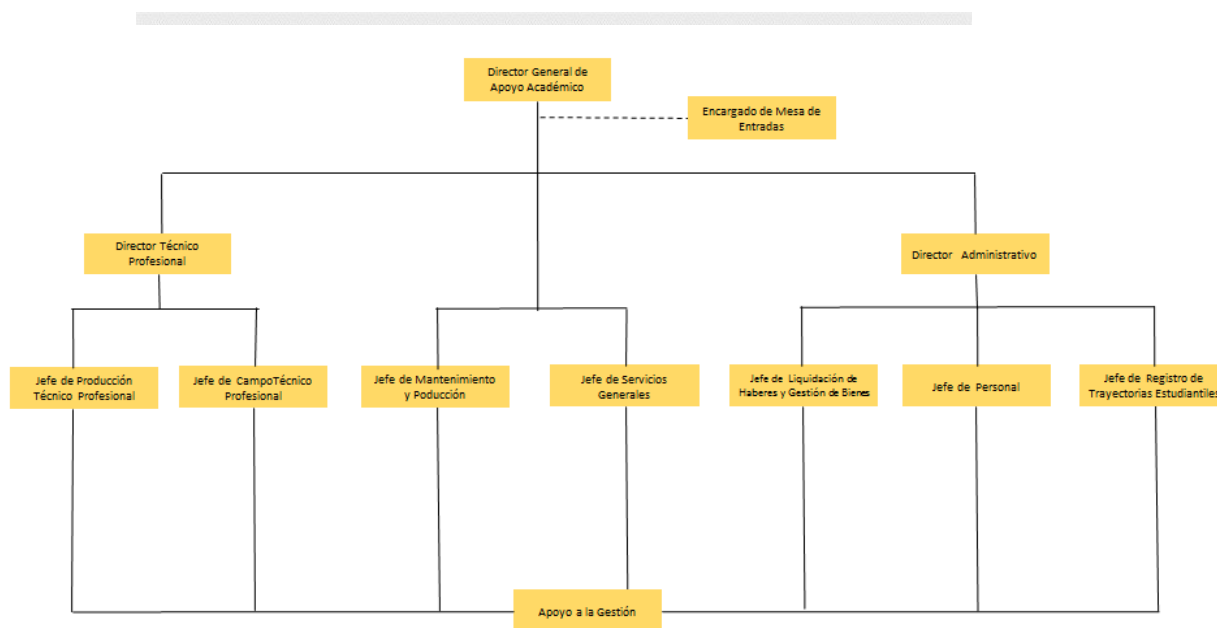 Director General de
Apoyo Académico
Encargado de Mesa de
Entradas
Director Técnico
Profesional
Director Administrativo
Jefe de Producción
Técnico Profesional
Jefe de CampoTécnico
Profesional
Jefe de Mantenimiento
y Poducción
Jefe de Servicios
Generales
Jefe de Liquidación de
Haberes y Gestión de Bienes
Jefe de Personal
Jefe de Registro de
Trayectorias Estudiantiles
Apoyo a la Gestión